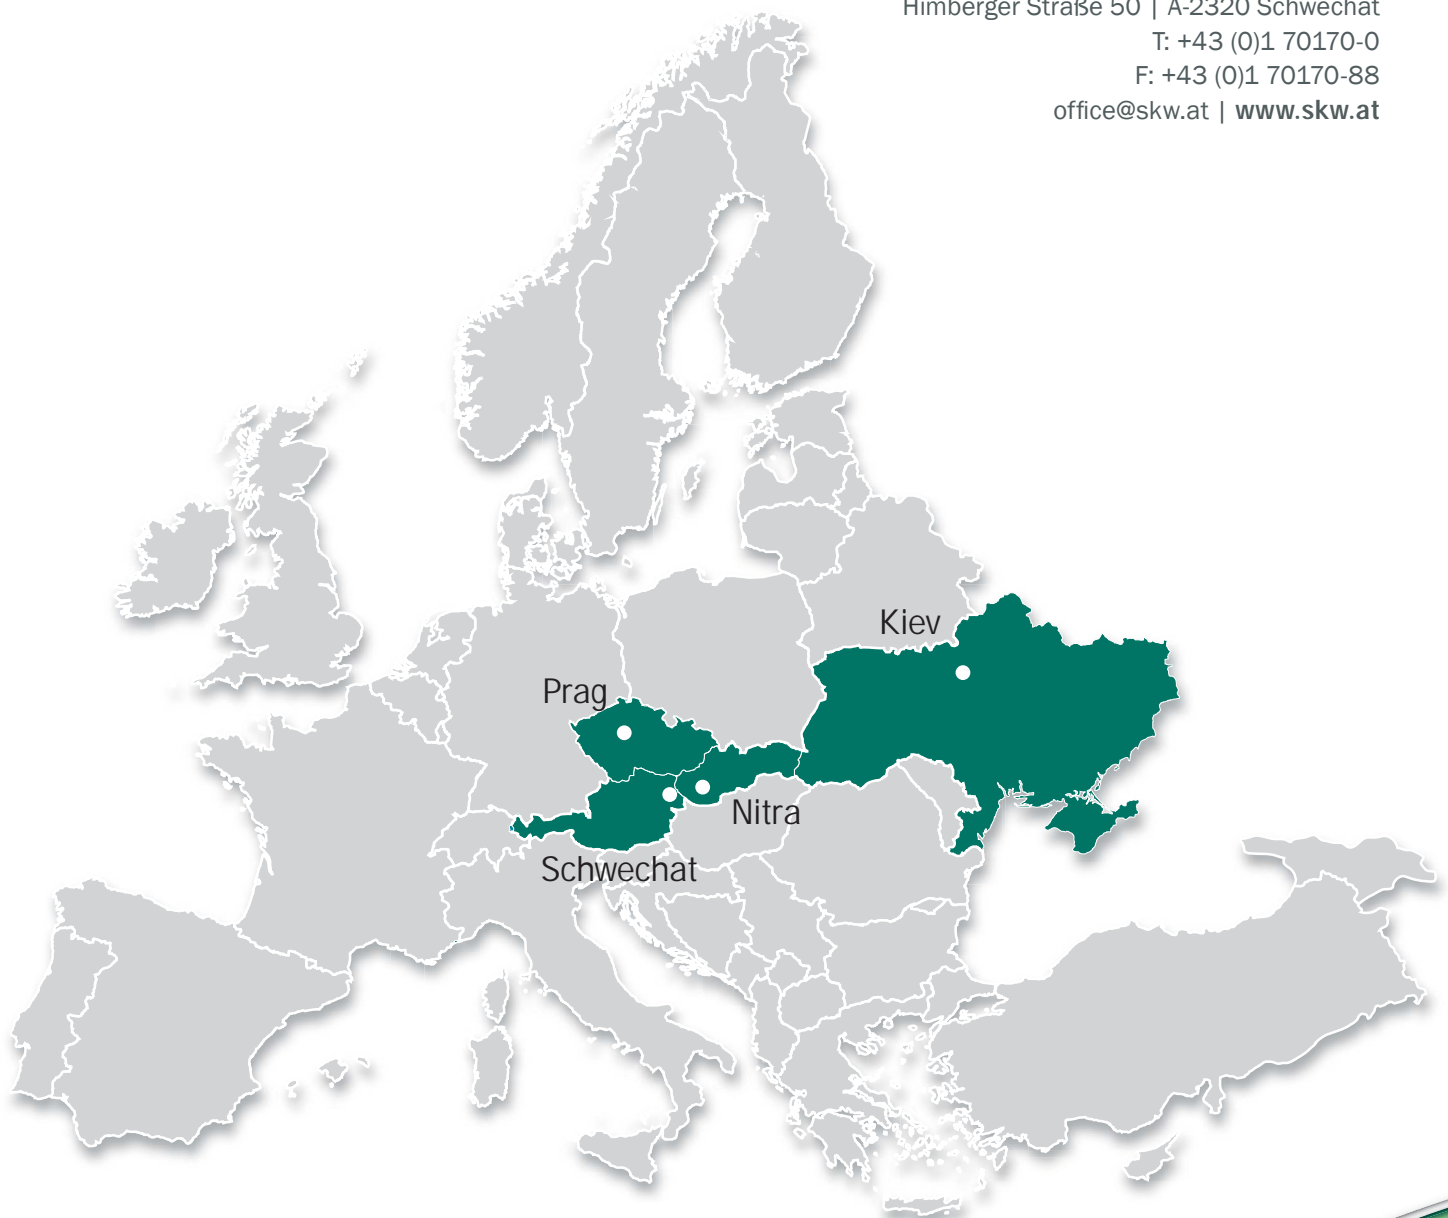 Himberger Straße 50 | A-2320 Schwechat
T: +43 (0)1 70170-0
F: +43 (0)1 70170-88
office@skw.at | www.skw.at
Kiev
Prag
Nitra
Schwechat